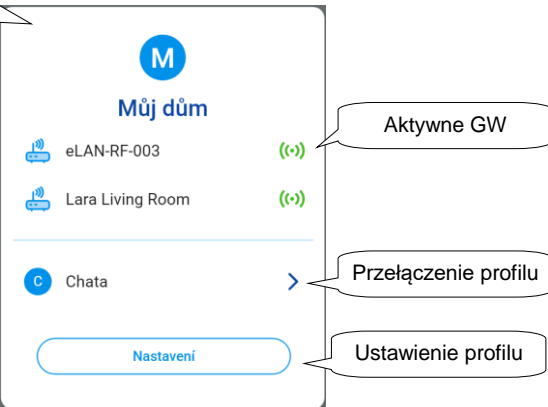 M
Můj dům
eLAN-RF-003
Aktywne GW
Lara Living Room
C
Chata
Przełączenie profilu
Nastavení
Ustawienie profilu